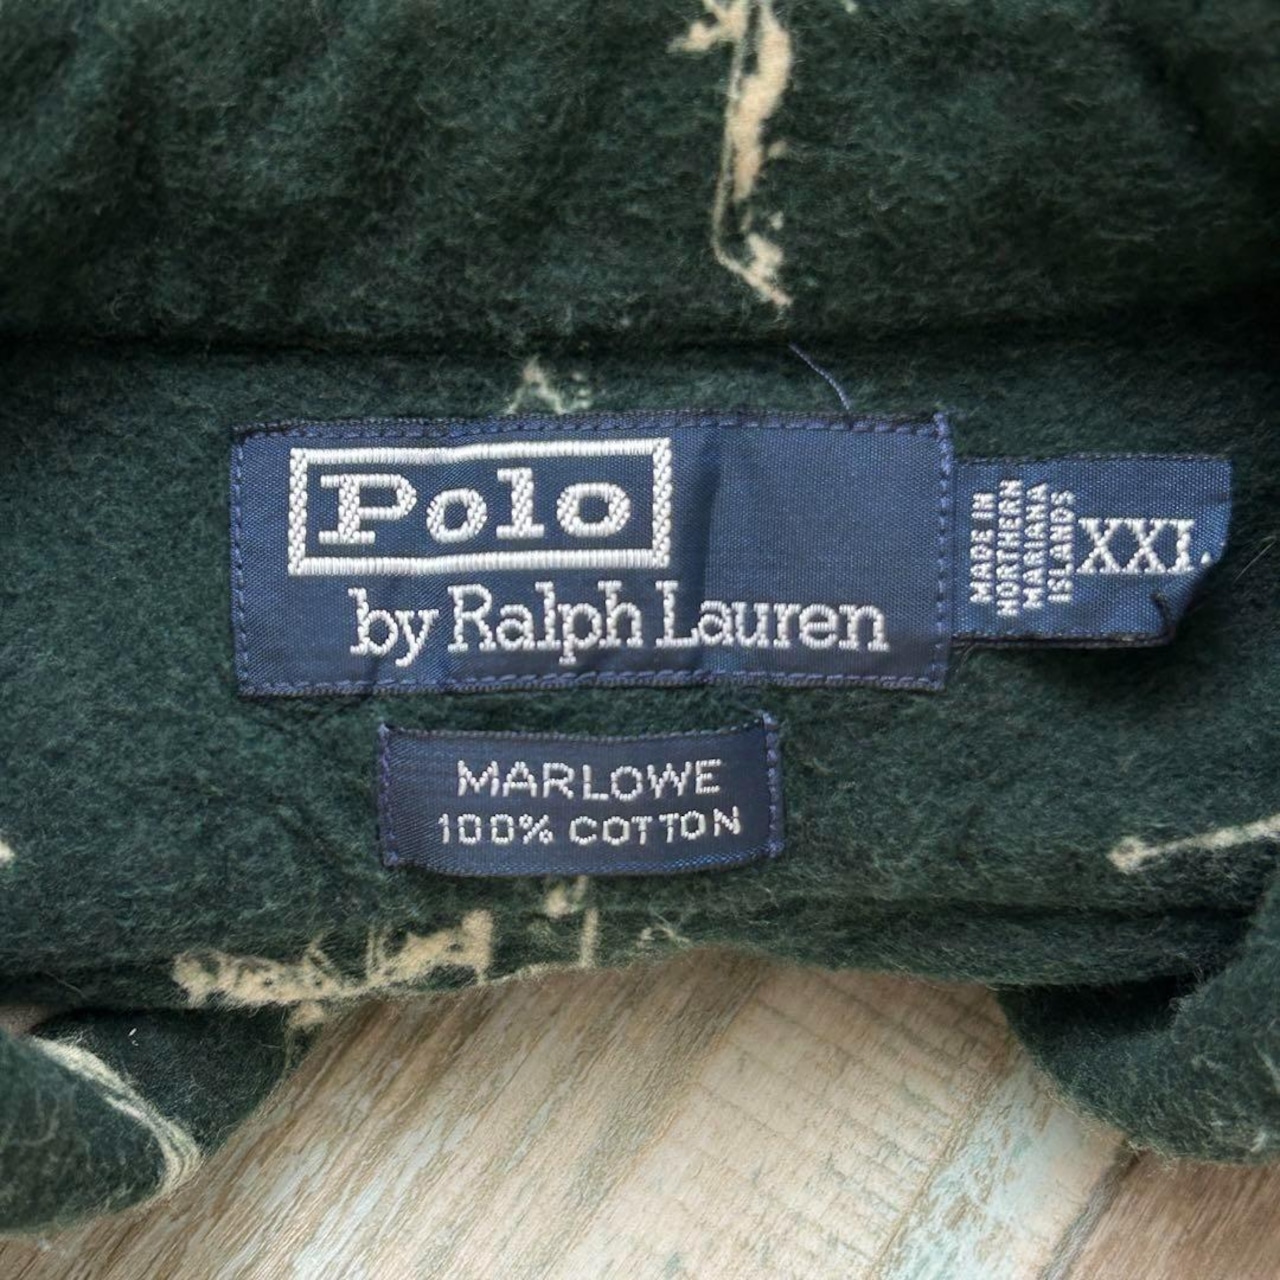 Polo
by Ralph Lauren
MADE IN
NORTHERN
MARIANA
ISLANDS
XXL
MARLOWE
100% COTTON